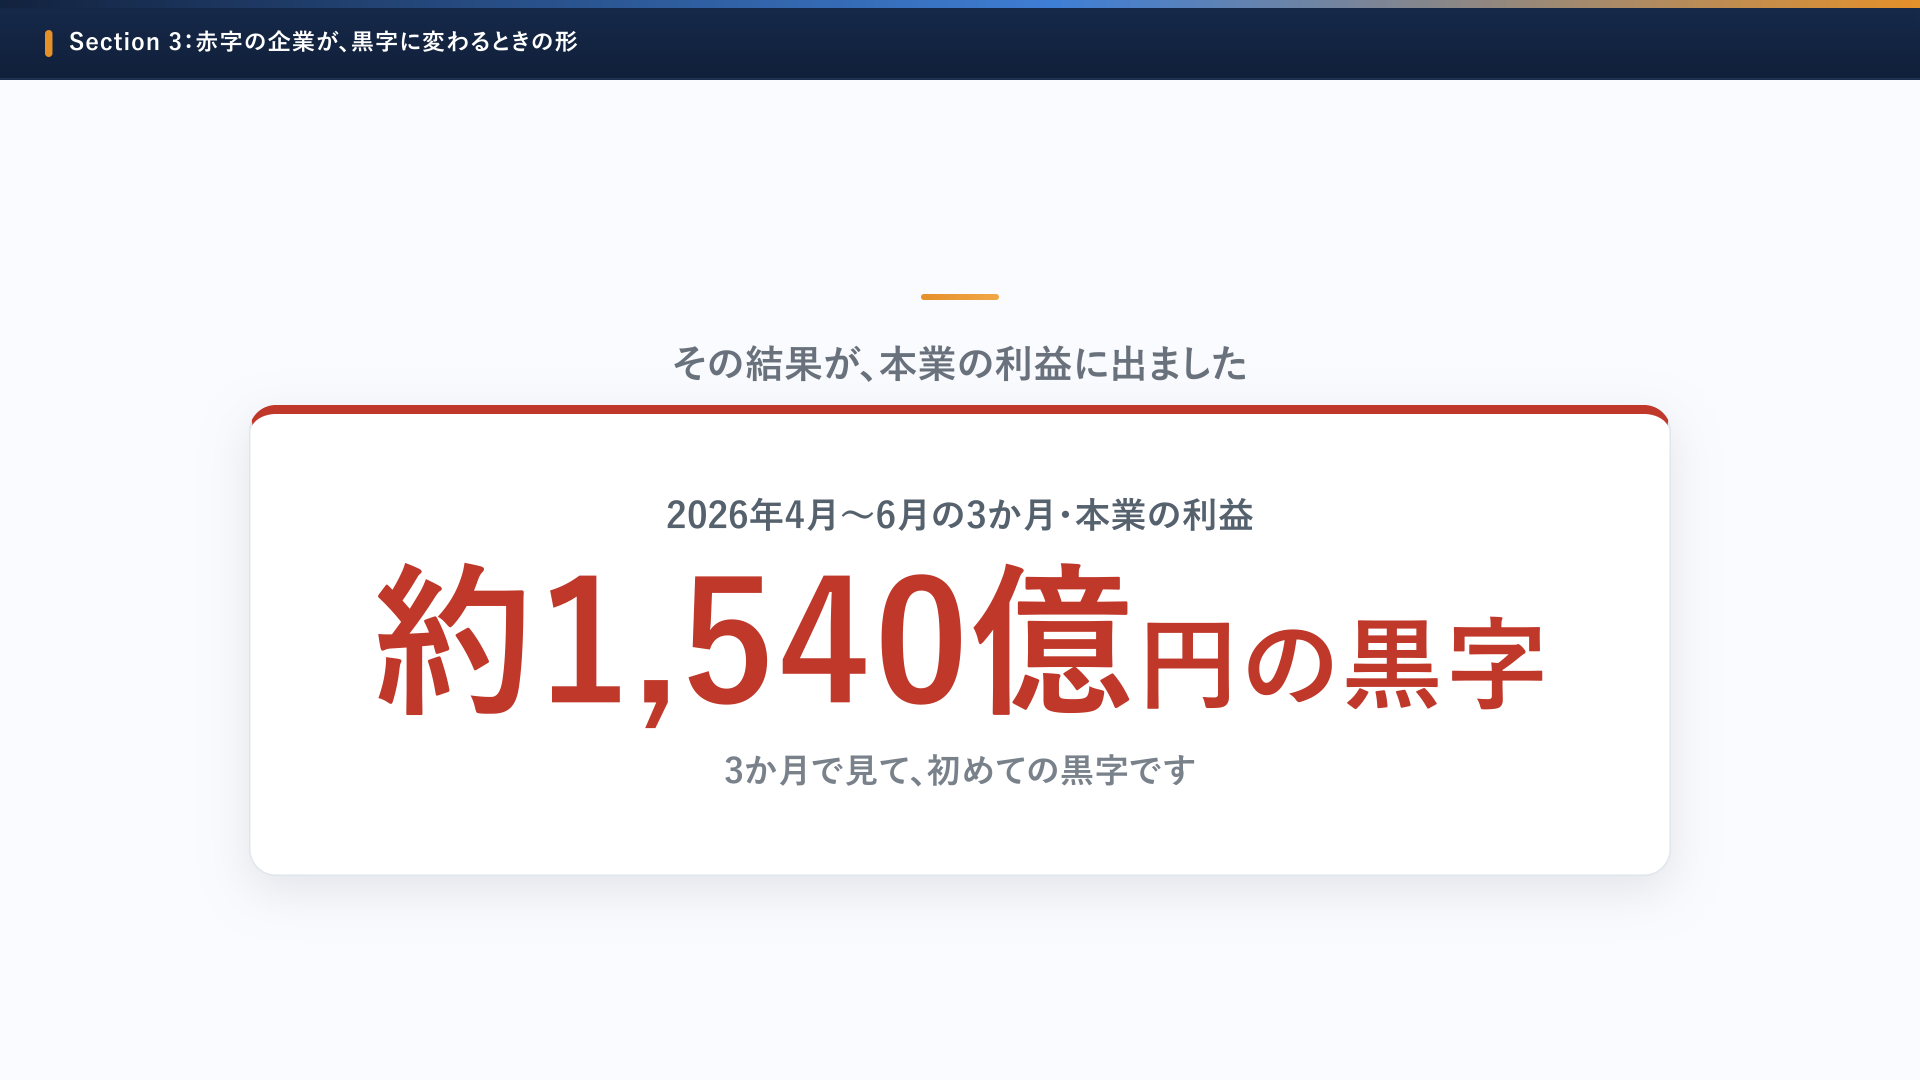 Section 3：赤字の企業が、黒字に変わるときの形
その結果が、本業の利益に出ました
2026年4月〜6月の3か月・本業の利益
約1,540億円の黒字
3か月で見て、初めての黒字です